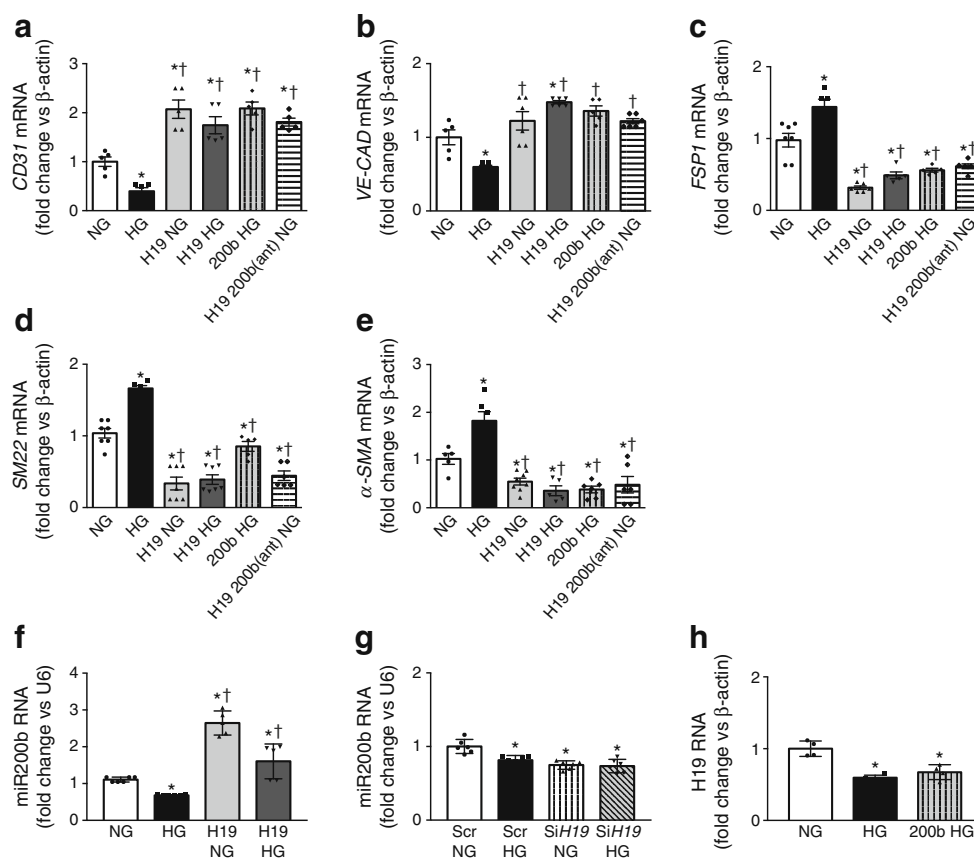 a
CD31 mRNA
(fold change vs β-actin)
3
2
1
0
*
*†
*†
*†
*†
NG
HG
H19 NG
H19 HG
200b HG
H19 200b(ant) NG
b
VE-CAD mRNA
(fold change vs β-actin)
2
1
0
*
†
*†
†
†
NG
HG
H19 NG
H19 HG
200b HG
H19 200b(ant) NG
c
FSP1 mRNA
(fold change vs β-actin)
2
1
0
*
*†
*†
*†
*†
NG
HG
H19 NG
H19 HG
200b HG
H19 200b(ant) NG
d
SM22 mRNA
(fold change vs β-actin)
2
1
0
*
*†
*†
*†
*†
NG
HG
H19 NG
H19 HG
200b HG
H19 200b(ant) NG
e
α-SMA mRNA
(fold change vs β-actin)
3
2
1
0
*
*†
*†
*†
*†
NG
HG
H19 NG
H19 HG
200b HG
H19 200b(ant) NG
f
miR200b RNA
(fold change vs U6)
4
3
2
1
0
*
*†
*†
NG
HG
H19
NG
H19
HG
g
miR200b RNA
(fold change vs U6)
2
1
0
*
*
*
Scr
NG
Scr
HG
SiH19
NG
SiH19
HG
h
H19 RNA
(fold change vs β-actin)
2
1
0
*
*
NG
HG
200b HG